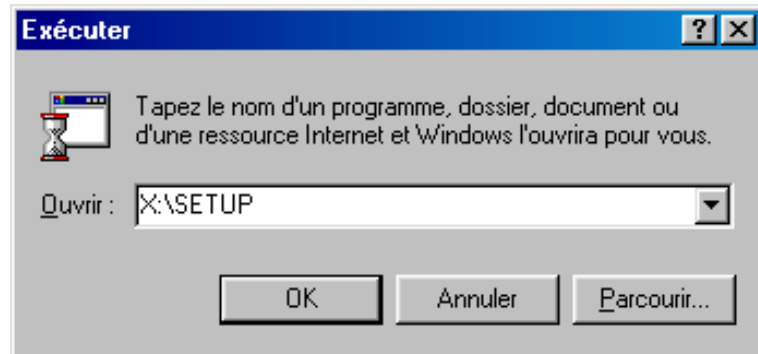 Exécuter
Tapez le nom d'un programme, dossier, document ou
d'une ressource Internet et Windows l'ouvrira pour vous.
Ouvrir : X:\SETUP
OK Annuler Parcourir...